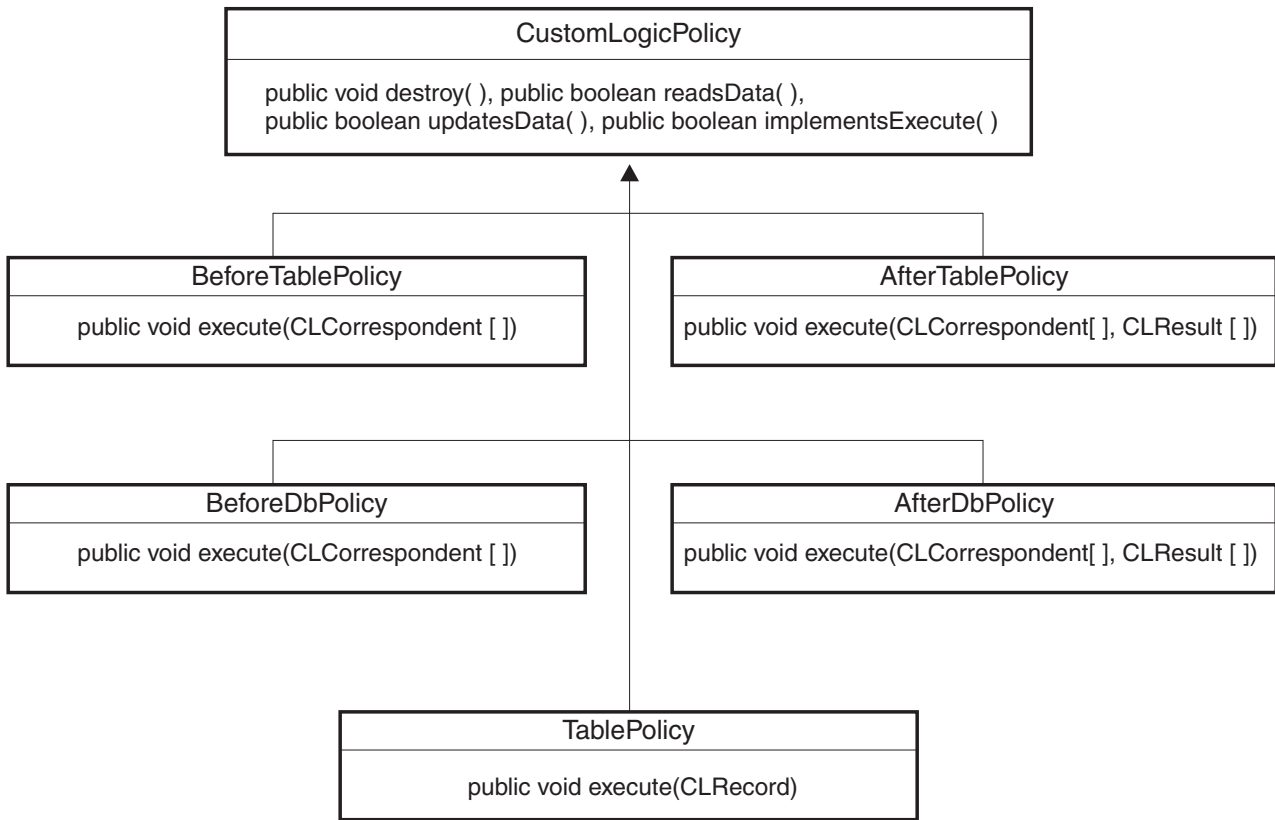 CustomLogicPolicy
public void destroy( ), public boolean readsData( ),
public boolean updatesData( ), public boolean implementsExecute( )
BeforeTablePolicy
public void execute(CLCorrespondent [ ])
AfterTablePolicy
public void execute(CLCorrespondent[ ], CLResult [ ])
BeforeDbPolicy
public void execute(CLCorrespondent [ ])
AfterDbPolicy
public void execute(CLCorrespondent[ ], CLResult [ ])
TablePolicy
public void execute(CLRecord)